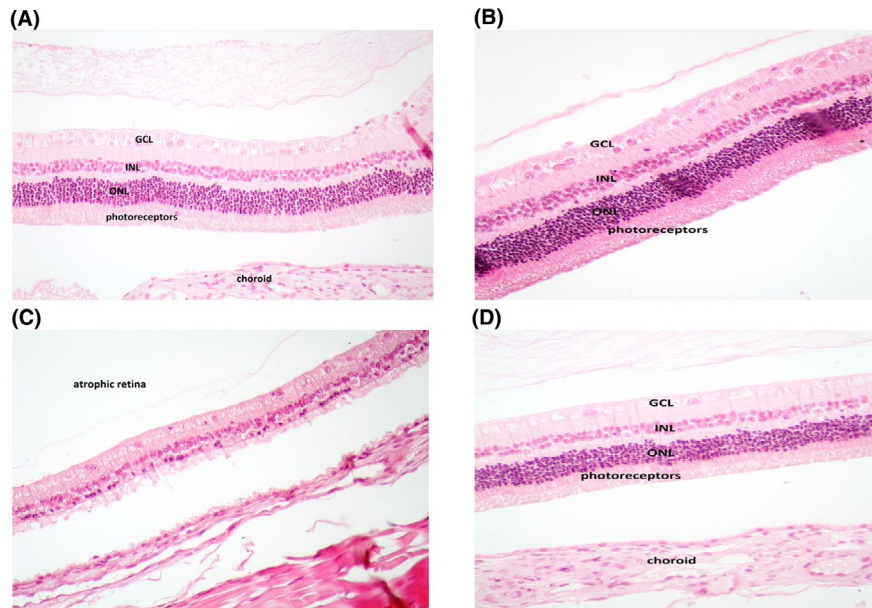 (A)
GCL
INL
ONL
photoreceptors
choroid
(B)
GCL
INL
ONL
photoreceptors
(C)
atrophic retina
(D)
GCL
INL
ONL
photoreceptors
choroid